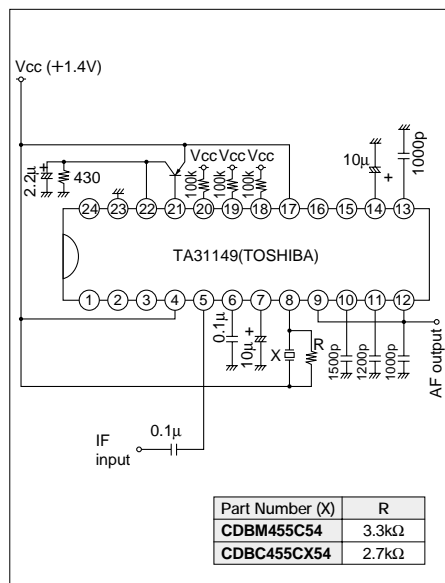 Vcc (+1.4V)
Vcc Vcc Vcc
2.2μ + 430 100k 100k 100k 10μ + 1000p
24 23 22 21 20 19 18 17 16 15 14 13
TA31149(TOSHIBA)
1 2 3 4 5 6 7 8 9 10 11 12
0.1μ 10μ + X R 1500p 1200p 1000p AF output
0.1μ
IF
input
Part Number (X) R
CDBM455C54 3.3kΩ
CDBC455CX54 2.7kΩ